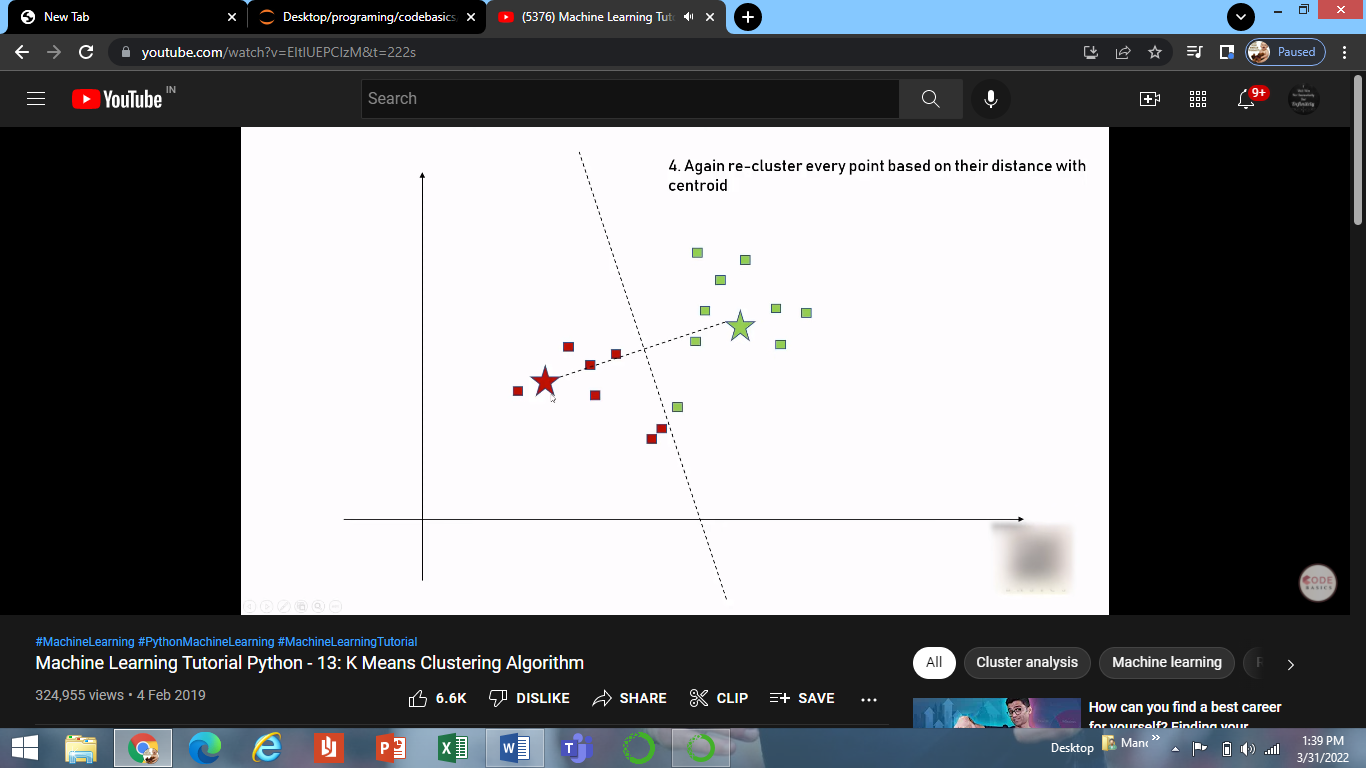 New Tab
Desktop/programing/codebasics
(5376) Machine Learning Tut
youtube.com/watch?v=EItlUEPCIzM&t=222s
Paused
YouTube IN
Search
9+
4. Again re-cluster every point based on their distance with
centroid
CODE
BASICS
#MachineLearning #PythonMachineLearning #MachineLearningTutorial
Machine Learning Tutorial Python - 13: K Means Clustering Algorithm
324,955 views • 4 Feb 2019
6.6K
DISLIKE
SHARE
CLIP
SAVE
All
Cluster analysis
Machine learning
How can you find a best career
for yourself? Finding your
Desktop
Manc
1:39 PM
3/31/2022